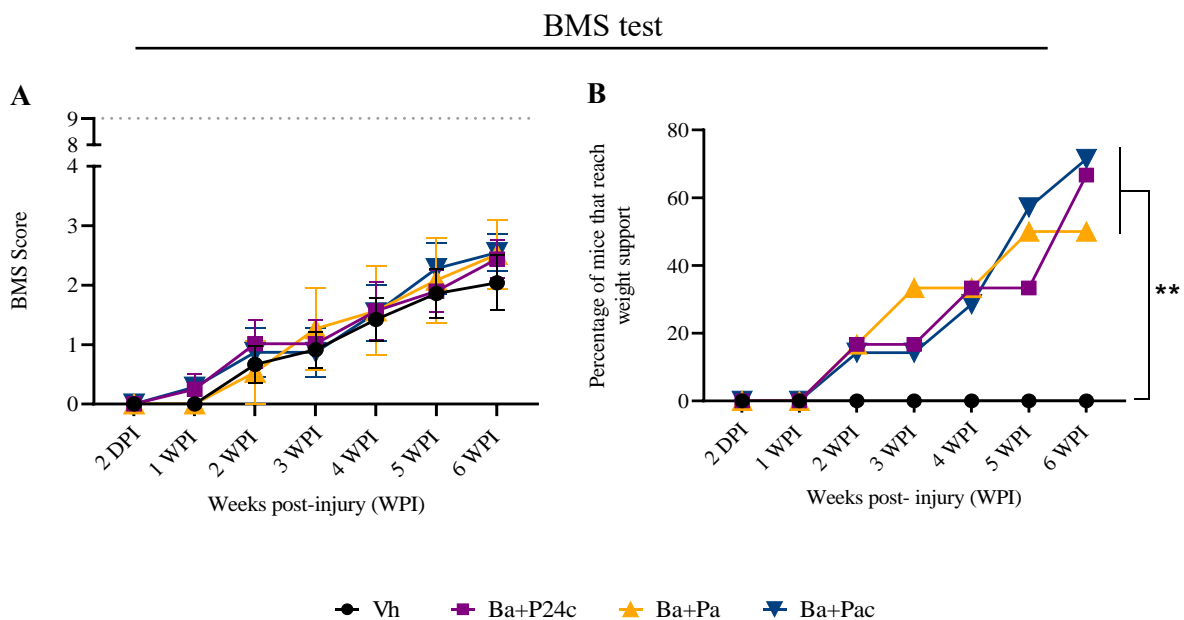 BMS test
A
BMS Score
9
8
4
3
2
1
0
2 DPI
1 WPI
2 WPI
3 WPI
4 WPI
5 WPI
6 WPI
Weeks post-injury (WPI)
B
Percentage of mice that reach
weight support
80
60
40
20
0
2 DPI
1 WPI
2 WPI
3 WPI
4 WPI
5 WPI
6 WPI
Weeks post- injury (WPI)
**
Vh Ba+P24c Ba+Pa Ba+Pac